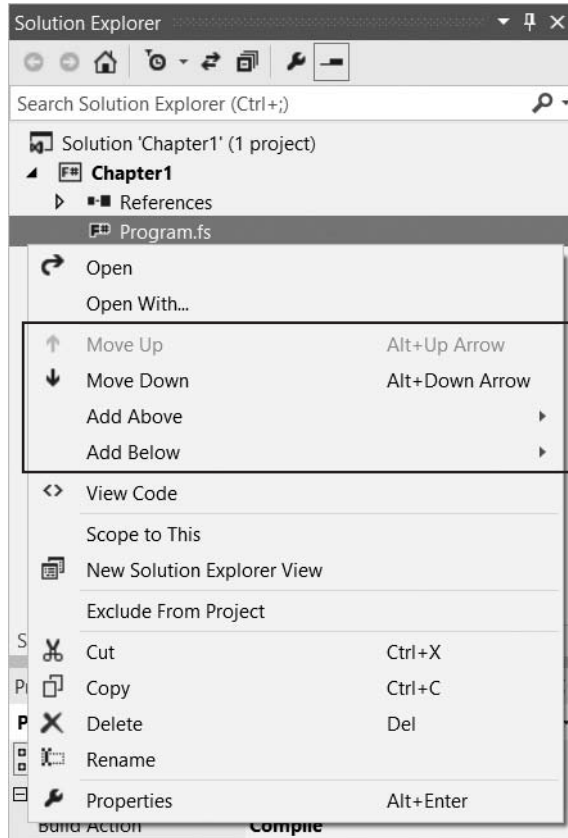 Solution Explorer
Search Solution Explorer (Ctrl+;)
Solution 'Chapter1' (1 project)
F# Chapter1
References
F# Program.fs
Open
Open With...
Move Up Alt+Up Arrow
Move Down Alt+Down Arrow
Add Above
Add Below
View Code
Scope to This
New Solution Explorer View
Exclude From Project
Cut Ctrl+X
Copy Ctrl+C
Delete Del
Rename
Properties Alt+Enter
Build Action Compile